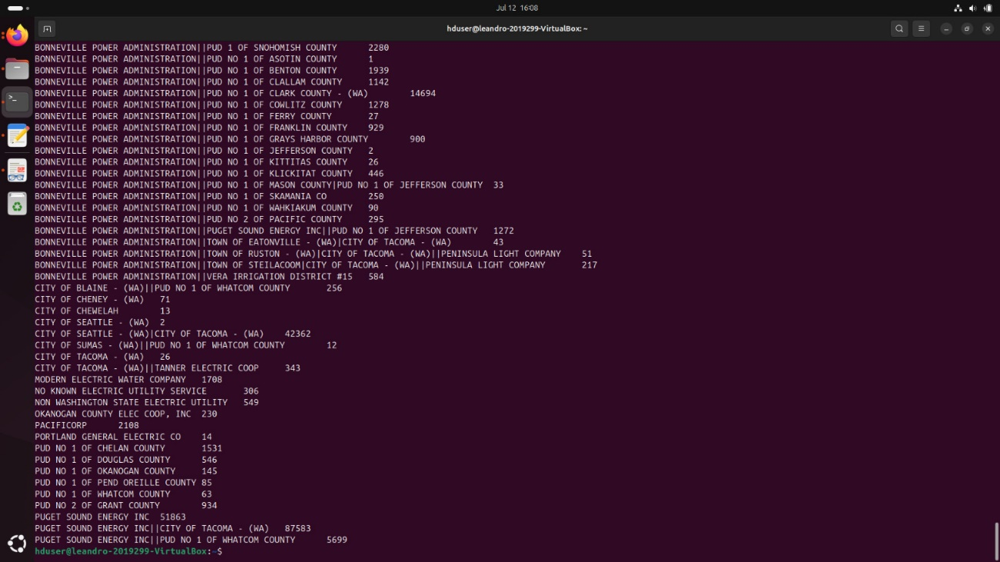 Jul 12 16:08
hduser@leandro-2019299-VirtualBox: ~
BONNEVILLE POWER ADMINISTRATION||PUD 1 OF SNOHOMISH COUNTY 2280
BONNEVILLE POWER ADMINISTRATION||PUD NO 1 OF ASOTIN COUNTY 1
BONNEVILLE POWER ADMINISTRATION||PUD NO 1 OF BENTON COUNTY 1939
BONNEVILLE POWER ADMINISTRATION||PUD NO 1 OF CLALLAM COUNTY 1142
BONNEVILLE POWER ADMINISTRATION||PUD NO 1 OF CLARK COUNTY - (WA) 14694
BONNEVILLE POWER ADMINISTRATION||PUD NO 1 OF COWLITZ COUNTY 1278
BONNEVILLE POWER ADMINISTRATION||PUD NO 1 OF FERRY COUNTY 27
BONNEVILLE POWER ADMINISTRATION||PUD NO 1 OF FRANKLIN COUNTY 929
BONNEVILLE POWER ADMINISTRATION||PUD NO 1 OF GRAYS HARBOR COUNTY 900
BONNEVILLE POWER ADMINISTRATION||PUD NO 1 OF JEFFERSON COUNTY 2
BONNEVILLE POWER ADMINISTRATION||PUD NO 1 OF KITTITAS COUNTY 26
BONNEVILLE POWER ADMINISTRATION||PUD NO 1 OF KLICKITAT COUNTY 446
BONNEVILLE POWER ADMINISTRATION||PUD NO 1 OF MASON COUNTY|PUD NO 1 OF JEFFERSON COUNTY 33
BONNEVILLE POWER ADMINISTRATION||PUD NO 1 OF SKAMANIA CO 250
BONNEVILLE POWER ADMINISTRATION||PUD NO 1 OF WAHKIAKUM COUNTY 90
BONNEVILLE POWER ADMINISTRATION||PUD NO 2 OF PACIFIC COUNTY 295
BONNEVILLE POWER ADMINISTRATION||PUGET SOUND ENERGY INC||PUD NO 1 OF JEFFERSON COUNTY 1272
BONNEVILLE POWER ADMINISTRATION||TOWN OF EATONVILLE - (WA)|CITY OF TACOMA - (WA) 43
BONNEVILLE POWER ADMINISTRATION||TOWN OF RUSTON - (WA)|CITY OF TACOMA - (WA)||PENINSULA LIGHT COMPANY 51
BONNEVILLE POWER ADMINISTRATION||TOWN OF STEILACOOM|CITY OF TACOMA - (WA)||PENINSULA LIGHT COMPANY 217
BONNEVILLE POWER ADMINISTRATION||VERA IRRIGATION DISTRICT #15 584
CITY OF BLAINE - (WA)||PUD NO 1 OF WHATCOM COUNTY 256
CITY OF CHENEY - (WA) 71
CITY OF CHEWELAH 13
CITY OF SEATTLE - (WA) 2
CITY OF SEATTLE - (WA)|CITY OF TACOMA - (WA) 42362
CITY OF SUMAS - (WA)||PUD NO 1 OF WHATCOM COUNTY 12
CITY OF TACOMA - (WA) 26
CITY OF TACOMA - (WA)||TANNER ELECTRIC COOP 343
MODERN ELECTRIC WATER COMPANY 1708
NO KNOWN ELECTRIC UTILITY SERVICE 306
NON WASHINGTON STATE ELECTRIC UTILITY 549
OKANOGAN COUNTY ELEC COOP, INC 230
PACIFICORP 2108
PORTLAND GENERAL ELECTRIC CO 14
PUD NO 1 OF CHELAN COUNTY 1531
PUD NO 1 OF DOUGLAS COUNTY 546
PUD NO 1 OF OKANOGAN COUNTY 145
PUD NO 1 OF PEND OREILLE COUNTY 85
PUD NO 1 OF WHATCOM COUNTY 63
PUD NO 2 OF GRANT COUNTY 934
PUGET SOUND ENERGY INC 51863
PUGET SOUND ENERGY INC||CITY OF TACOMA - (WA) 87583
PUGET SOUND ENERGY INC||PUD NO 1 OF WHATCOM COUNTY 5699
hduser@leandro-2019299-VirtualBox:~$